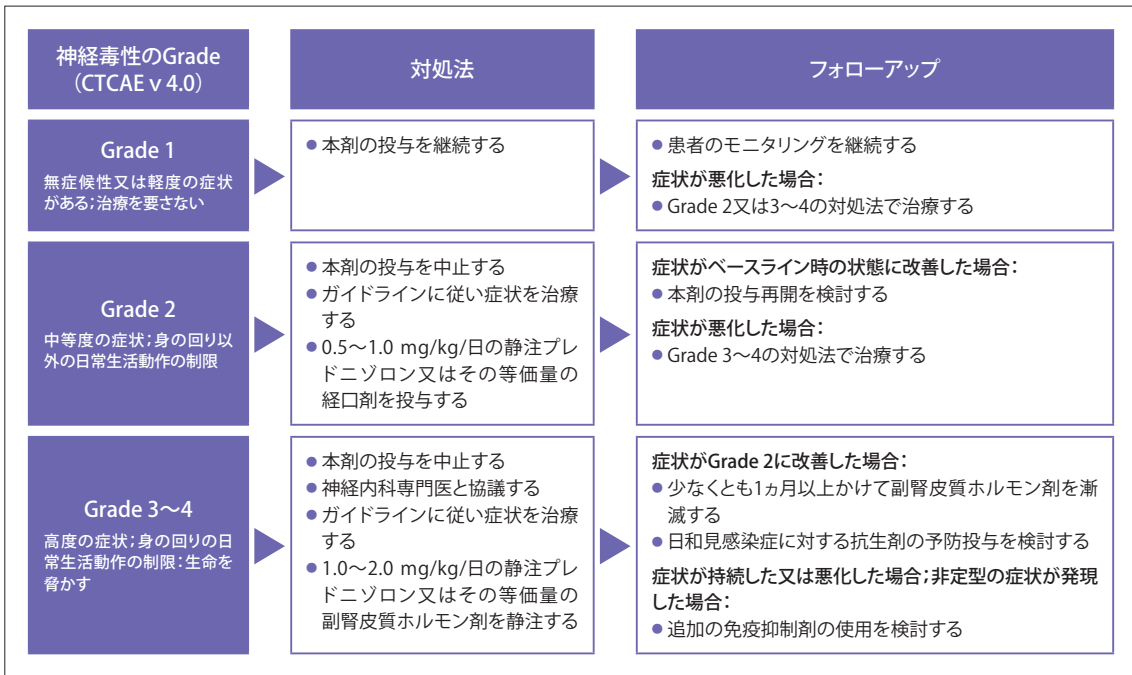 神経毒性のGrade
（CTCAE v 4.0）
対処法
フォローアップ
Grade 1
無症候性又は軽度の症状
がある；治療を要さない
● 本剤の投与を継続する
● 患者のモニタリングを継続する
症状が悪化した場合：
● Grade 2又は3〜4の対処法で治療する
Grade 2
中等度の症状；身の回り以
外の日常生活動作の制限
● 本剤の投与を中止する
● ガイドラインに従い症状を治療
する
● 0.5〜1.0 mg/kg/日の静注プレ
ドニゾロン又はその等価量の
経口剤を投与する
症状がベースライン時の状態に改善した場合：
● 本剤の投与再開を検討する
症状が悪化した場合：
● Grade 3〜4の対処法で治療する
Grade 3〜4
高度の症状；身の回りの日
常生活動作の制限：生命を
脅かす
● 本剤の投与を中止する
● 神経内科専門医と協議する
● ガイドラインに従い症状を治療
する
● 1.0〜2.0 mg/kg/日の静注プレ
ドニゾロン又はその等価量の
副腎皮質ホルモン剤を静注する
症状がGrade 2に改善した場合：
● 少なくとも1ヵ月以上かけて副腎皮質ホルモン剤を漸
減する
● 日和見感染症に対する抗生剤の予防投与を検討する
症状が持続した又は悪化した場合；非定型の症状が発現
した場合：
● 追加の免疫抑制剤の使用を検討する